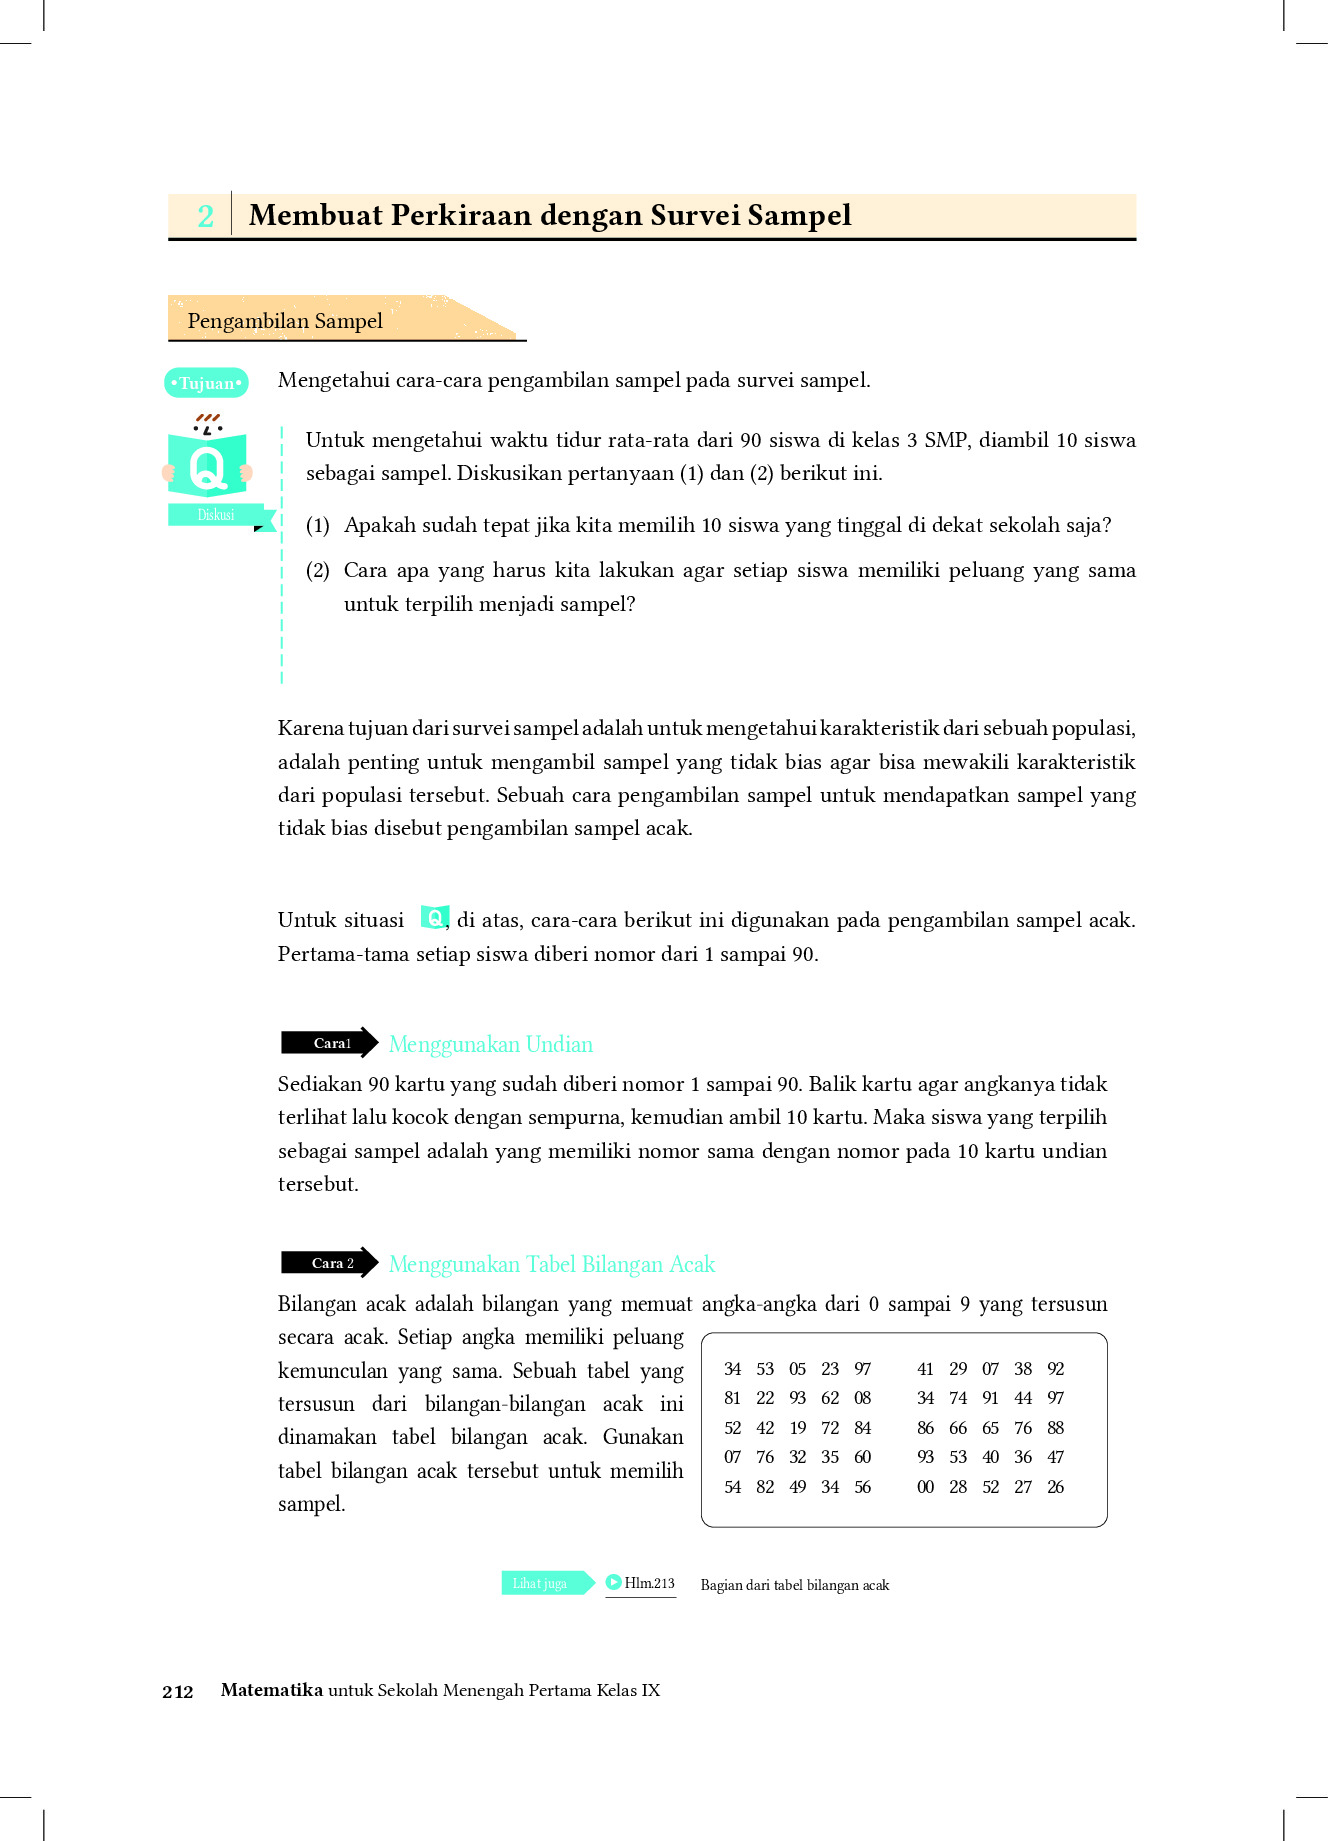 2 Membuat Perkiraan dengan Survei Sampel
Pengambilan Sampel
•Tujuan•
Mengetahui cara-cara pengambilan sampel pada survei sampel.
Q
Diskusi
Untuk mengetahui waktu tidur rata-rata dari 90 siswa di kelas 3 SMP, diambil 10 siswa
sebagai sampel. Diskusikan pertanyaan (1) dan (2) berikut ini.
(1) Apakah sudah tepat jika kita memilih 10 siswa yang tinggal di dekat sekolah saja?
(2) Cara apa yang harus kita lakukan agar setiap siswa memiliki peluang yang sama
untuk terpilih menjadi sampel?
Karena tujuan dari survei sampel adalah untuk mengetahui karakteristik dari sebuah populasi,
adalah penting untuk mengambil sampel yang tidak bias agar bisa mewakili karakteristik
dari populasi tersebut. Sebuah cara pengambilan sampel untuk mendapatkan sampel yang
tidak bias disebut pengambilan sampel acak.
Untuk situasi Q, di atas, cara-cara berikut ini digunakan pada pengambilan sampel acak.
Pertama-tama setiap siswa diberi nomor dari 1 sampai 90.
Cara1 Menggunakan Undian
Sediakan 90 kartu yang sudah diberi nomor 1 sampai 90. Balik kartu agar angkanya tidak
terlihat lalu kocok dengan sempurna, kemudian ambil 10 kartu. Maka siswa yang terpilih
sebagai sampel adalah yang memiliki nomor sama dengan nomor pada 10 kartu undian
tersebut.
Cara 2 Menggunakan Tabel Bilangan Acak
Bilangan acak adalah bilangan yang memuat angka-angka dari 0 sampai 9 yang tersusun
secara acak. Setiap angka memiliki peluang
kemunculan yang sama. Sebuah tabel yang
tersusun dari bilangan-bilangan acak ini
dinamakan tabel bilangan acak. Gunakan
tabel bilangan acak tersebut untuk memilih
sampel.
34 53 05 23 97 41 29 07 38 92
81 22 93 62 08 34 74 91 44 97
52 42 19 72 84 86 66 65 76 88
07 76 32 35 60 93 53 40 36 47
54 82 49 34 56 00 28 52 27 26
Lihat juga Hlm.213
Bagian dari tabel bilangan acak
212 Matematika untuk Sekolah Menengah Pertama Kelas IX